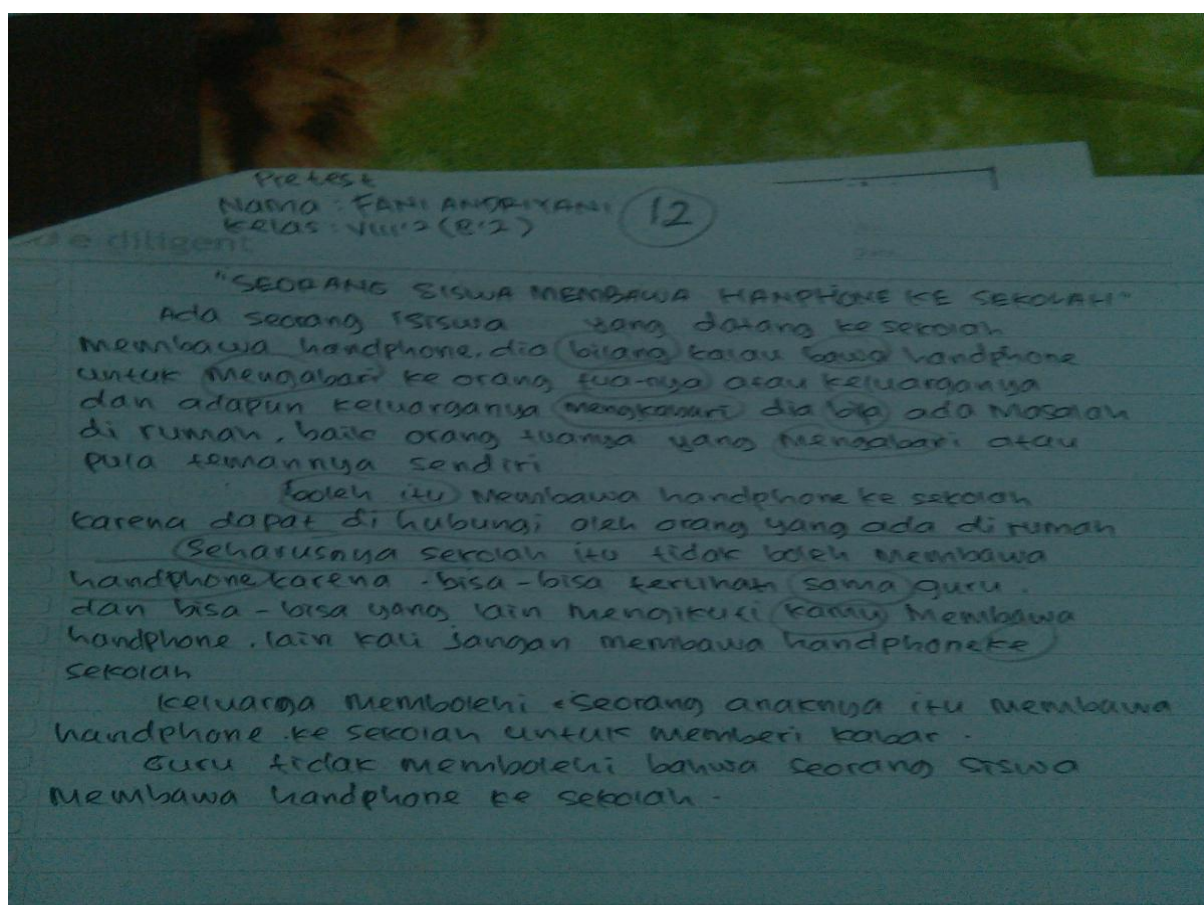 Pretest
Nama : FANI ANDRIYANI
Kelas : VIII.2 (8.2)
12
e diligent
"SEORANG SISWA MEMBAWA HANPHONE KE SEKOLAH"
Ada seorang siswa yang datang ke sekolah
membawa handphone. dia bilang kalau bawa handphone
untuk mengabari ke orang tua-nya atau keluarganya
dan adapun keluarganya mengkabari dia bip ada masalah
di rumah, baik orang tuanya yang mengabari atau
pula temannya sendiri
boleh itu membawa handphone ke sekolah
karena dapat di hubungi oleh orang yang ada di rumah
Seharusnya sekolah itu tidak boleh membawa
handphone karena bisa-bisa terlihat sama guru.
dan bisa-bisa yang lain mengikuti kamu membawa
handphone. lain kali jangan membawa handphoneke
sekolah
keluarga membolehi seorang anaknya itu membawa
handphone ke sekolah untuk memberi kabar.
Guru tidak membolehi bahwa seorang siswa
membawa handphone ke sekolah.